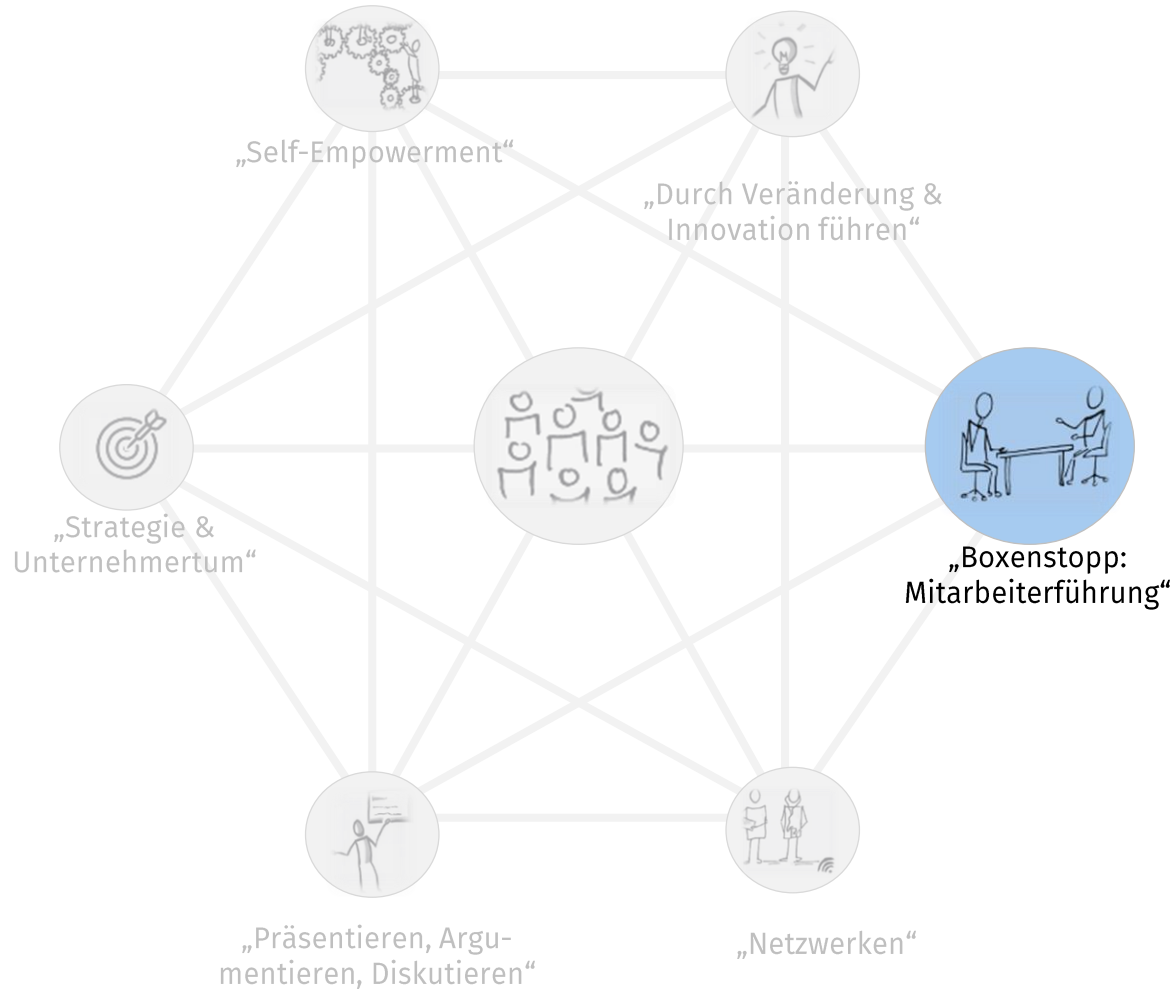 „Self-Empowerment“
„Durch Veränderung &
Innovation führen“
„Strategie &
Unternehmertum“
„Boxenstopp:
Mitarbeiterführung“
„Präsentieren, Argu-
mentieren, Diskutieren“
„Netzwerken“